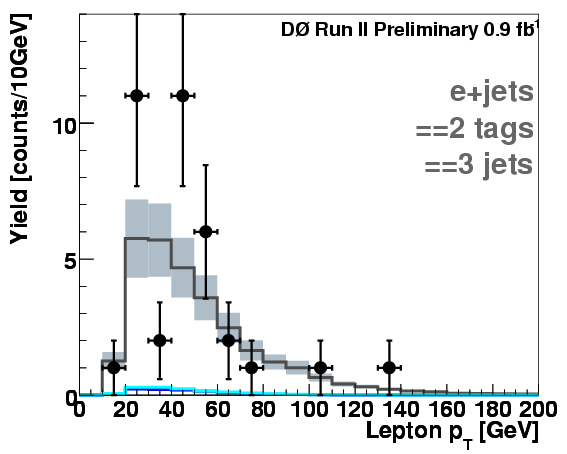 DØ Run II Preliminary 0.9 fb-1
e+jets
==2 tags
==3 jets
Yield [counts/10GeV]
10
5
0
0 20 40 60 80 100 120 140 160 180 200
Lepton pT [GeV]